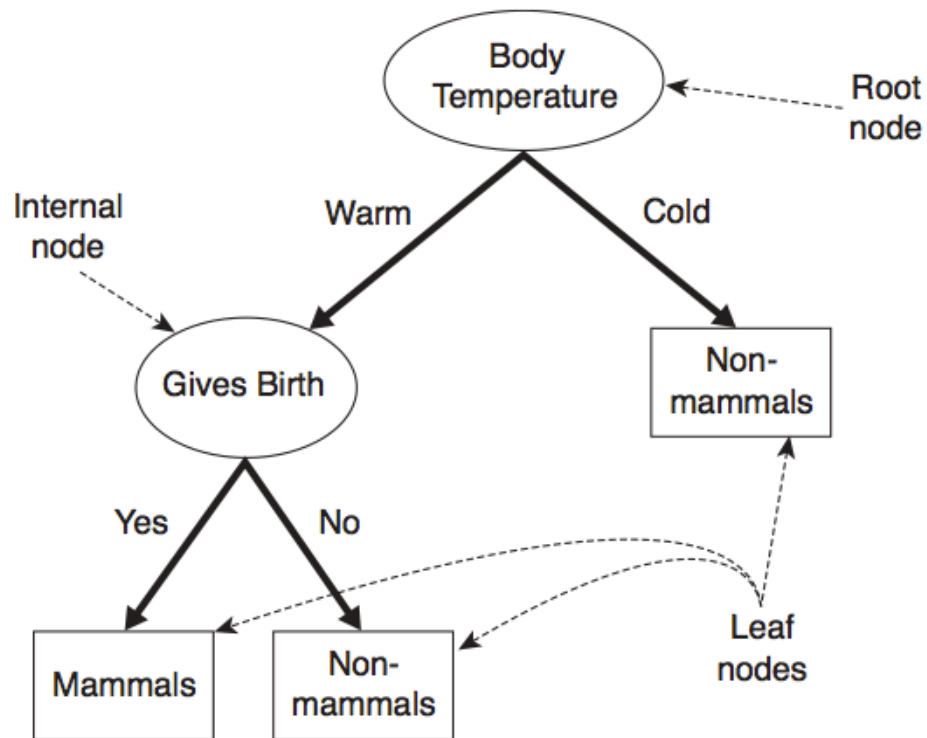 Body
Temperature
Root
node
Internal
node
Warm
Cold
Gives Birth
Non-
mammals
Yes
No
Mammals
Non-
mammals
Leaf
nodes